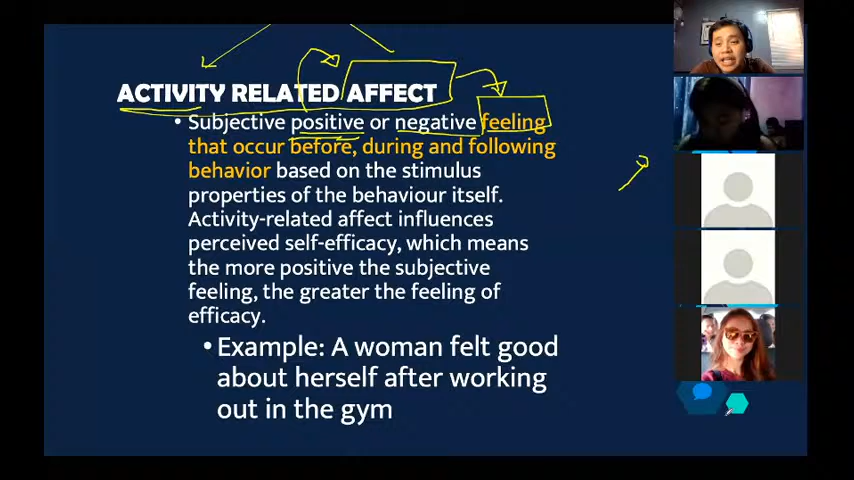 ACTIVITY RELATED AFFECT
• Subjective positive or negative feeling
that occur before, during and following
behavior based on the stimulus
properties of the behaviour itself.
Activity-related affect influences
perceived self-efficacy, which means
the more positive the subjective
feeling, the greater the feeling of
efficacy.
• Example: A woman felt good
about herself after working
out in the gym